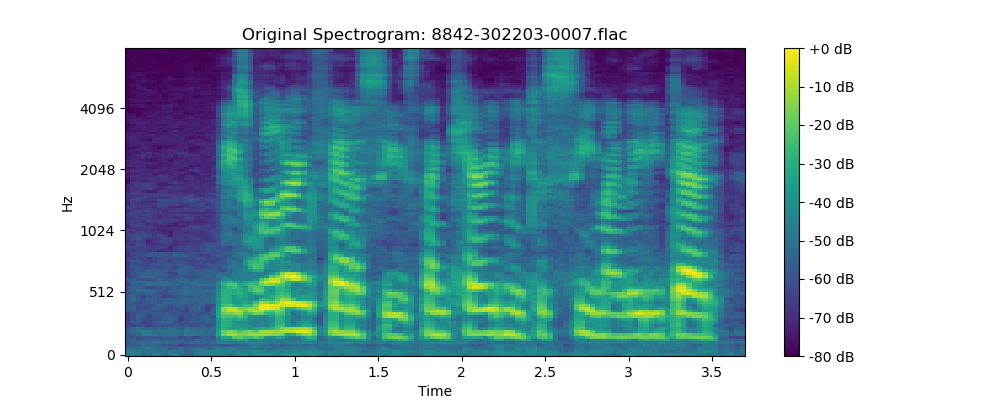 Original Spectrogram: 8842-302203-0007.flac
Hz
4096
2048
1024
512
0
0
0.5
1
1.5
2
2.5
3
3.5
Time
+0 dB
-10 dB
-20 dB
-30 dB
-40 dB
-50 dB
-60 dB
-70 dB
-80 dB